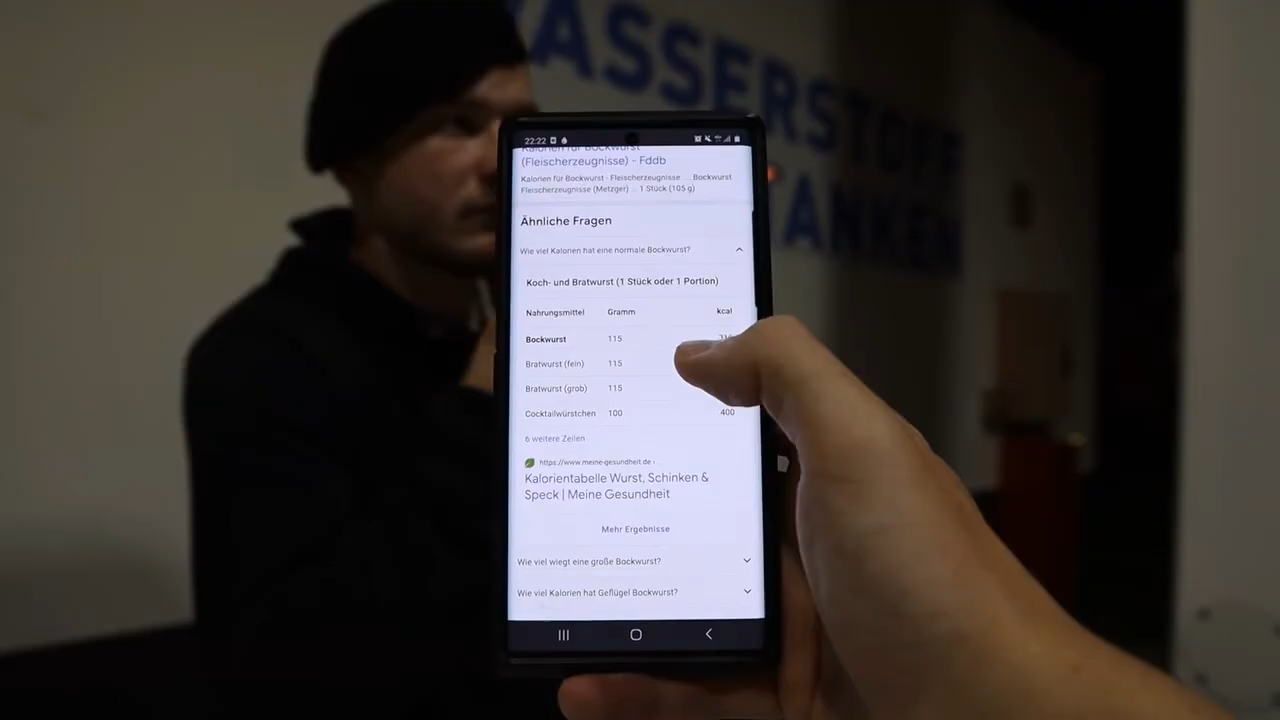 WASSERSTOFF
TANKEN
22:22
Kalorien für Bockwurst
(Fleischerzeugnisse) - Fddb
Kalorien für Bockwurst - Fleischerzeugnisse ... Bockwurst
Fleischerzeugnisse (Metzger) ... 1 Stück (105 g)
Ähnliche Fragen
Wie viel Kalorien hat eine normale Bockwurst?
Koch- und Bratwurst (1 Stück oder 1 Portion)
Nahrungsmittel Gramm kcal
Bockwurst 115
Bratwurst (fein) 115
Bratwurst (grob) 115
Cocktailwürstchen 100 400
6 weitere Zeilen
https://www.meine-gesundheit.de ›
Kalorientabelle Wurst, Schinken &
Speck | Meine Gesundheit
Mehr Ergebnisse
Wie viel wiegt eine große Bockwurst?
Wie viel Kalorien hat Geflügel Bockwurst?